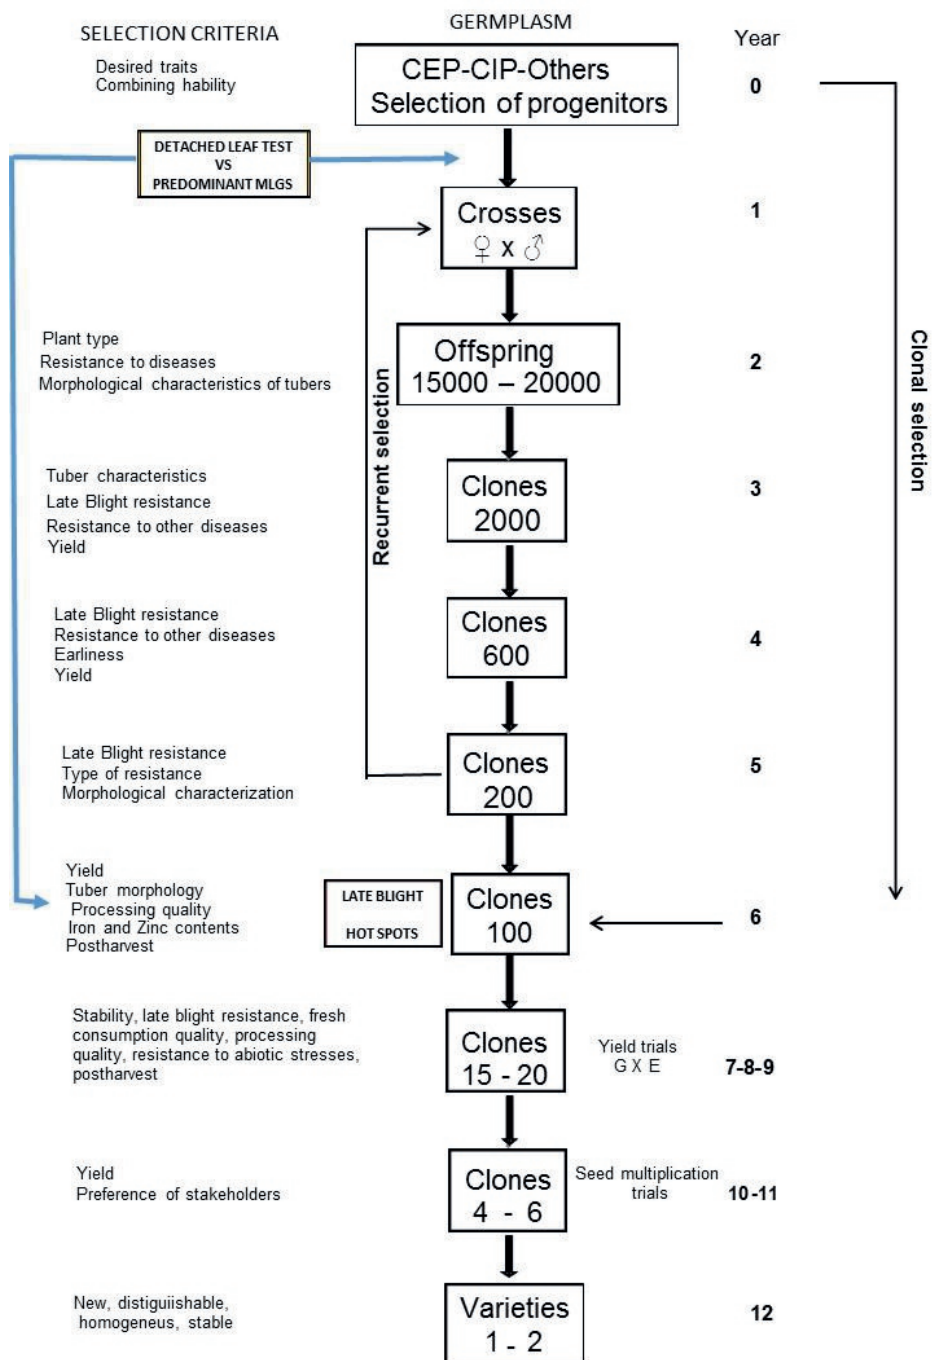 SELECTION CRITERIA
GERMPLASM
Year
Desired traits
Combining hability
CEP-CIP-Others
Selection of progenitors
0
DETACHED LEAF TEST
VS
PREDOMINANT MLGS
Crosses
♀ x ♂
1
Plant type
Resistance to diseases
Morphological characteristics of tubers
Offspring
15000 – 20000
2
Recurrent selection
Clonal selection
Tuber characteristics
Late Blight resistance
Resistance to other diseases
Yield
Clones
2000
3
Late Blight resistance
Resistance to other diseases
Earliness
Yield
Clones
600
4
Late Blight resistance
Type of resistance
Morphological characterization
Clones
200
5
Yield
Tuber morphology
Processing quality
Iron and Zinc contents
Postharvest
LATE BLIGHT
HOT SPOTS
Clones
100
6
Stability, late blight resistance, fresh
consumption quality, processing
quality, resistance to abiotic stresses,
postharvest
Clones
15 - 20
Yield trials
G X E
7-8-9
Yield
Preference of stakeholders
Clones
4 - 6
Seed multiplication
trials
10-11
New, distiguiishable,
homogeneus, stable
Varieties
1 - 2
12